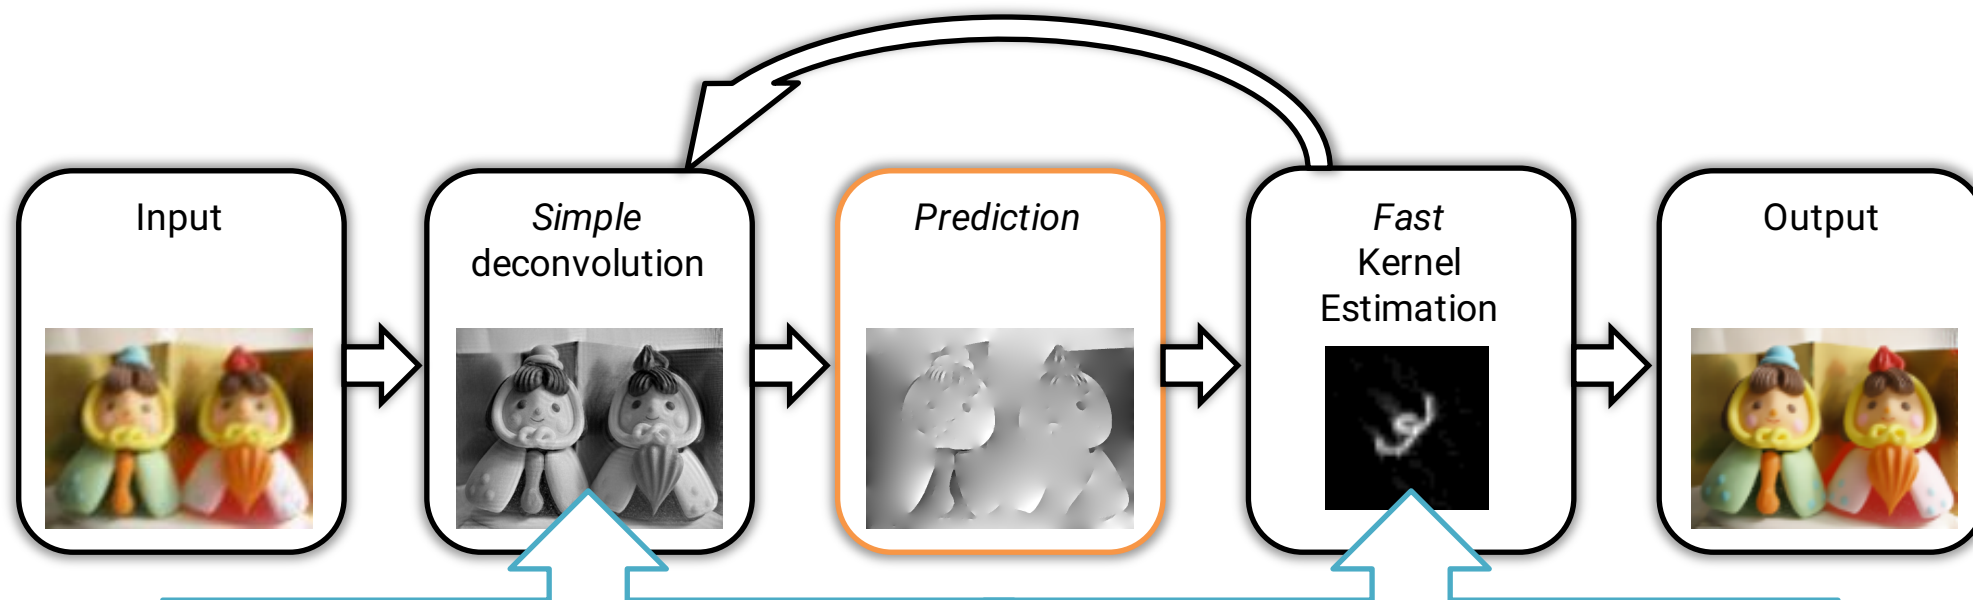 Input
Simple
deconvolution
Prediction
Fast
Kernel
Estimation
Output